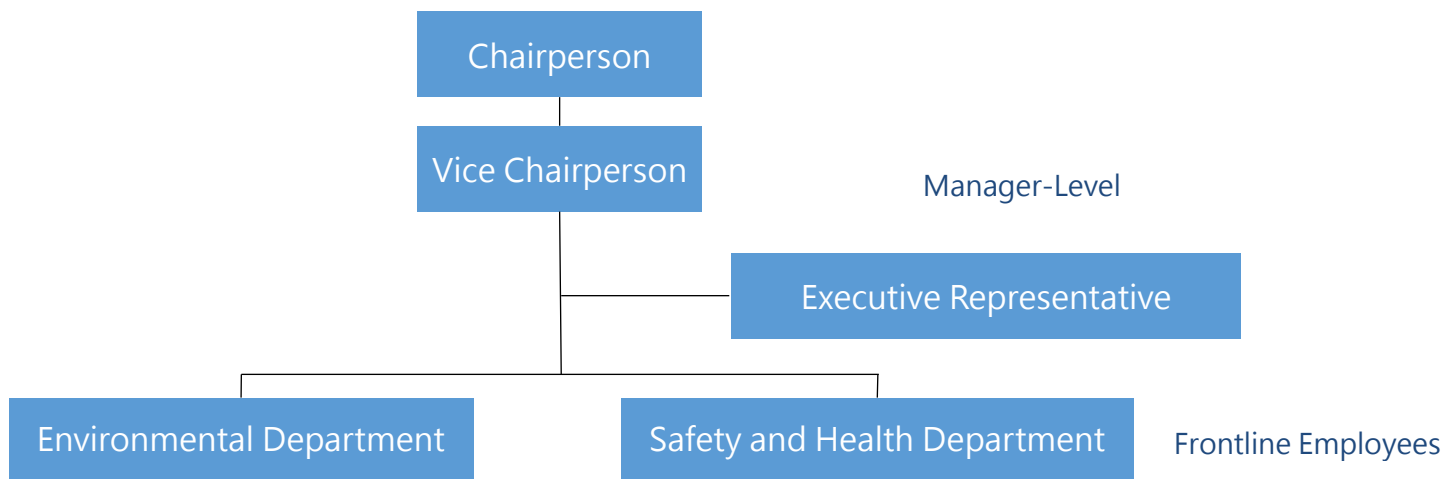 Chairperson
Vice Chairperson
Manager-Level
Executive Representative
Environmental Department
Safety and Health Department
Frontline Employees